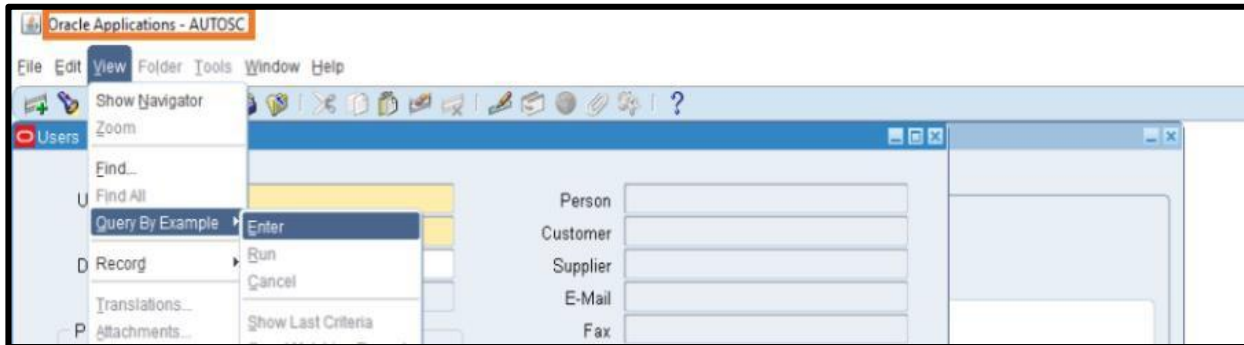 Oracle Applications - AUTOSC
File Edit View Folder Tools Window Help
Show Navigator
?
Users
Zoom
Find...
U
Find All
Person
Query By Example
Enter
Customer
D
Record
Run
Supplier
Cancel
E-Mail
Translations...
P
Attachments...
Show Last Criteria
Fax